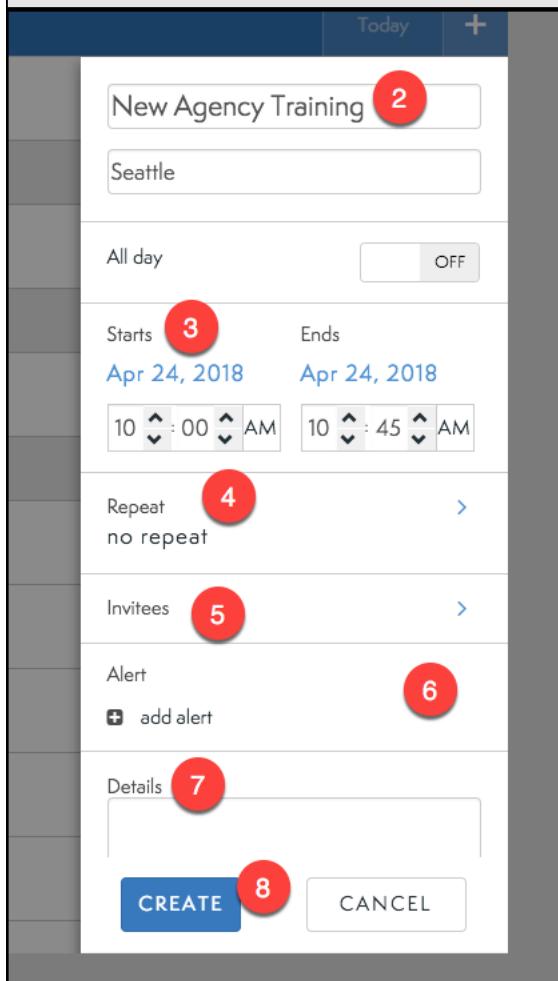 Today +
New Agency Training 2
Seattle
All day OFF
Starts 3 Ends
Apr 24, 2018 Apr 24, 2018
10 : 00 AM 10 : 45 AM
Repeat 4
no repeat
Invitees 5
Alert
6
add alert
Details 7
CREATE 8 CANCEL